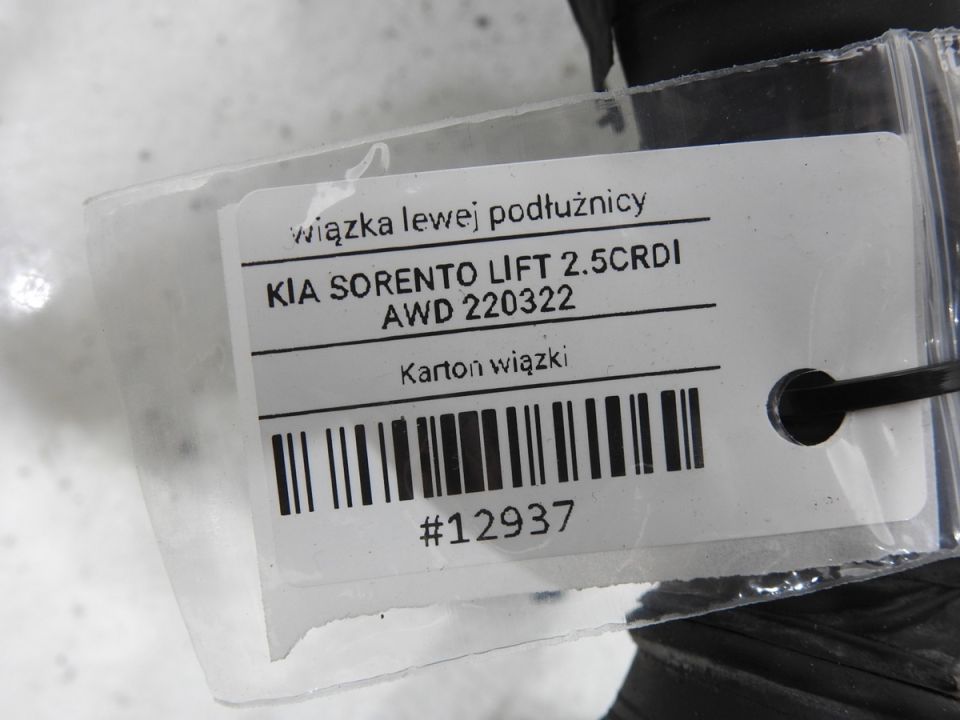 wiązka lewej podłużnicy
KIA SORENTO LIFT 2.5CRDI
AWD 220322
Karton wiązki
#12937